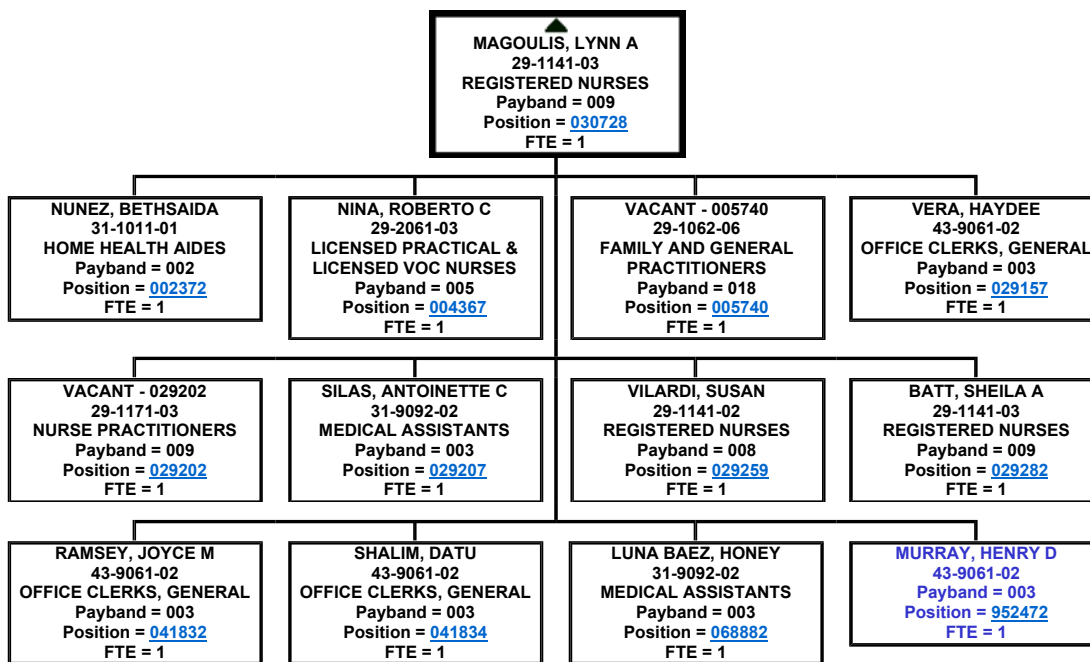 MAGOULIS, LYNN A
29-1141-03
REGISTERED NURSES
Payband = 009
Position = 030728
FTE = 1
NUNEZ, BETHSAIDA
31-1011-01
HOME HEALTH AIDES
Payband = 002
Position = 002372
FTE = 1
NINA, ROBERTO C
29-2061-03
LICENSED PRACTICAL &
LICENSED VOC NURSES
Payband = 005
Position = 004367
FTE = 1
VACANT - 005740
29-1062-06
FAMILY AND GENERAL
PRACTITIONERS
Payband = 018
Position = 005740
FTE = 1
VERA, HAYDEE
43-9061-02
OFFICE CLERKS, GENERAL
Payband = 003
Position = 029157
FTE = 1
VACANT - 029202
29-1171-03
NURSE PRACTITIONERS
Payband = 009
Position = 029202
FTE = 1
SILAS, ANTOINETTE C
31-9092-02
MEDICAL ASSISTANTS
Payband = 003
Position = 029207
FTE = 1
VILARDI, SUSAN
29-1141-02
REGISTERED NURSES
Payband = 008
Position = 029259
FTE = 1
BATT, SHEILA A
29-1141-03
REGISTERED NURSES
Payband = 009
Position = 029282
FTE = 1
RAMSEY, JOYCE M
43-9061-02
OFFICE CLERKS, GENERAL
Payband = 003
Position = 041832
FTE = 1
SHALIM, DATU
43-9061-02
OFFICE CLERKS, GENERAL
Payband = 003
Position = 041834
FTE = 1
LUNA BAEZ, HONEY
31-9092-02
MEDICAL ASSISTANTS
Payband = 003
Position = 068882
FTE = 1
MURRAY, HENRY D
43-9061-02
Payband = 003
Position = 952472
FTE = 1